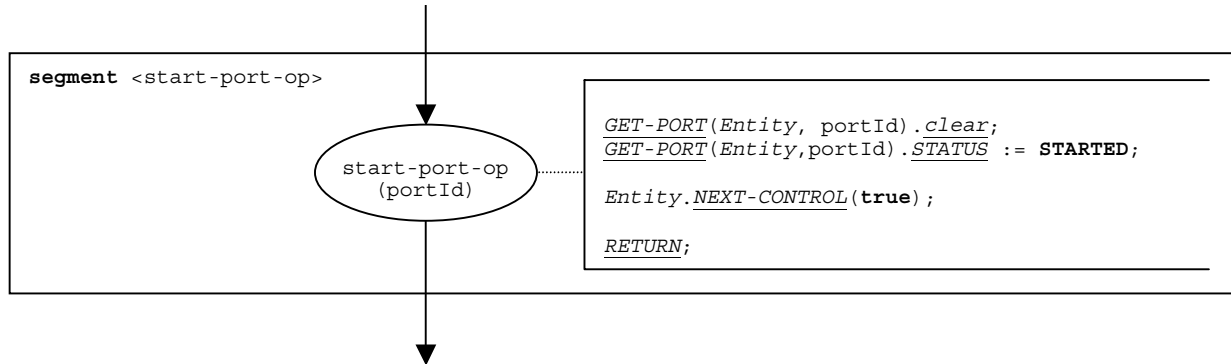 segment <start-port-op>
start-port-op
(portId)
GET-PORT(Entity, portId).clear;
GET-PORT(Entity,portId).STATUS := STARTED;
Entity.NEXT-CONTROL(true);
RETURN;